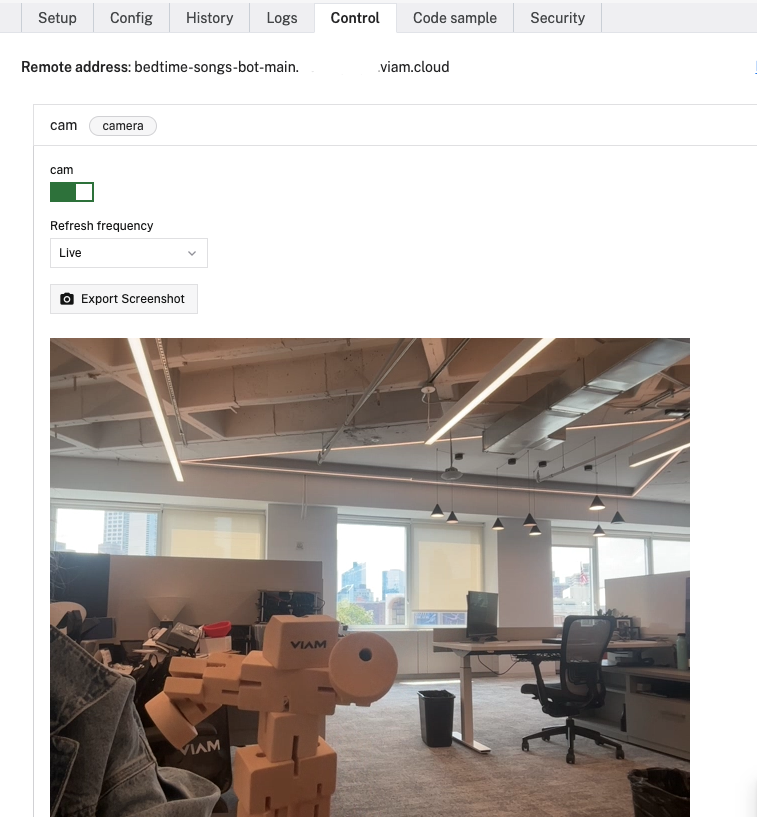 Setup Config History Logs Control Code sample Security
Remote address: bedtime-songs-bot-main. .viam.cloud
cam camera
cam
Refresh frequency
Live
Export Screenshot
VIAM
VIAM